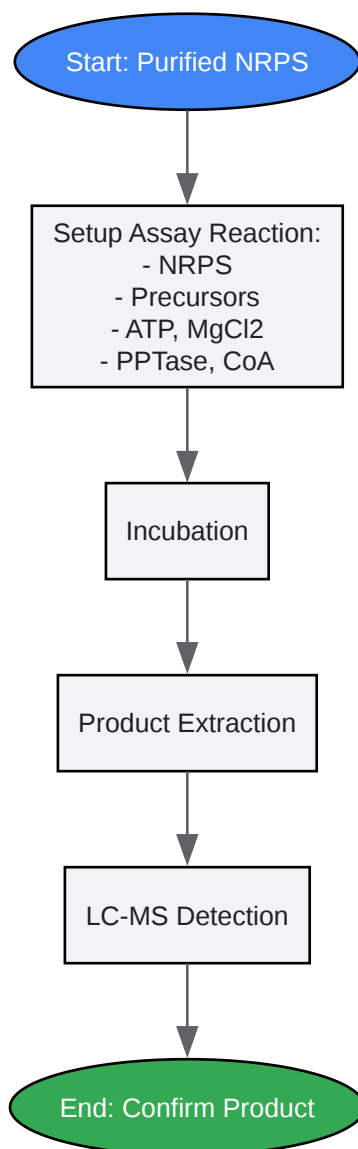 Start: Purified NRPS
Setup Assay Reaction:
- NRPS
- Precursors
- ATP, MgCl2
- PPTase, CoA
Incubation
Product Extraction
LC-MS Detection
End: Confirm Product